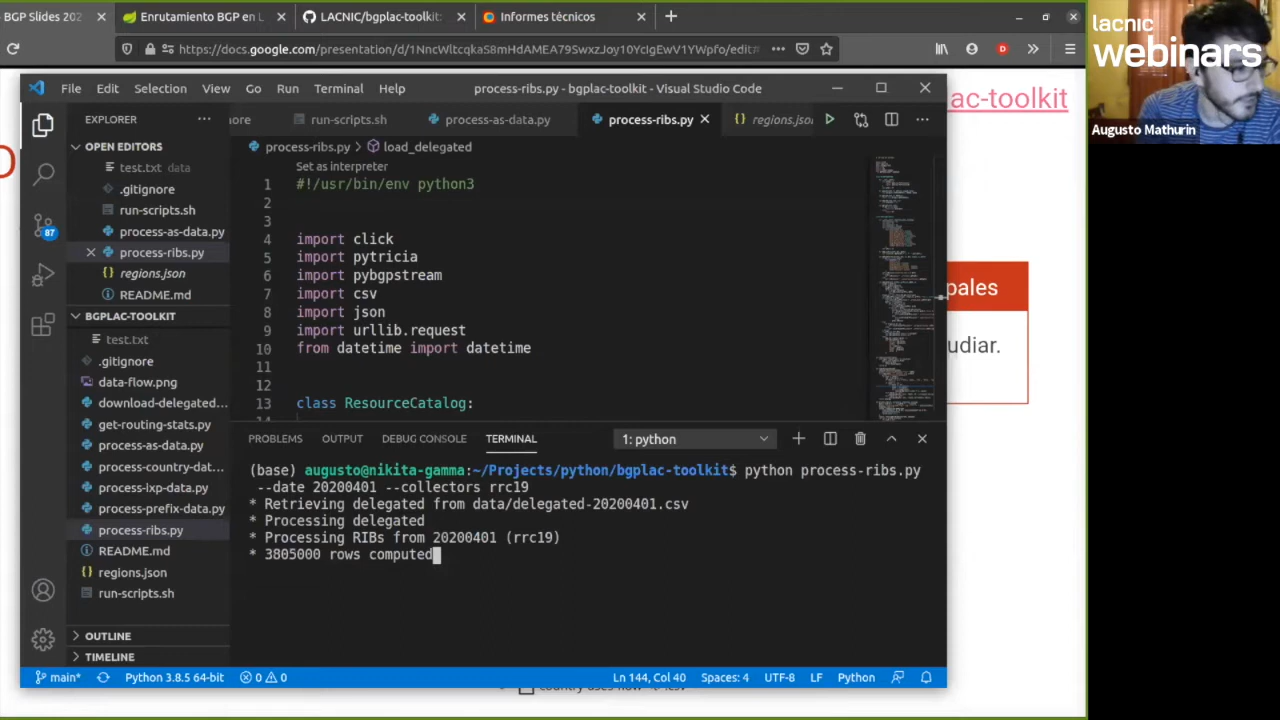 BGP Slides 202
Enrutamiento BGP en L
LACNIC/bgplac-toolkit:
Informes técnicos
https://docs.google.com/presentation/d/1NncWltcqkaS8mHdAMEA79SwxzJoy10YcIgEwV1YWpfo/edit#
lacnic
webinars
Augusto Mathurin
ac-toolkit
File Edit Selection View Go Run Terminal Help
process-ribs.py - bgplac-toolkit - Visual Studio Code
EXPLORER
nore
run-scripts.sh
process-as-data.py
process-ribs.py
regions.json
process-ribs.py
load_delegated
OPEN EDITORS
test.txt data
.gitignore
run-scripts.sh
process-as-data.py
process-ribs.py
regions.json
README.md
BGPLAC-TOOLKIT
test.txt
.gitignore
data-flow.png
download-delegated...
get-routing-stats.py
process-as-data.py
process-country-dat...
process-ixp-data.py
process-prefix-data.py
process-ribs.py
README.md
regions.json
run-scripts.sh
OUTLINE
TIMELINE
87
Set as interpreter
1 #!/usr/bin/env python3
2
3
4 import click
5 import pytricia
6 import pybgpstream
7 import csv
8 import json
9 import urllib.request
10 from datetime import datetime
11
12
13 class ResourceCatalog:
pales
udiar.
PROBLEMS OUTPUT DEBUG CONSOLE TERMINAL
1: python
(base) augusto@nikita-gamma:~/Projects/python/bgplac-toolkit$ python process-ribs.py
--date 20200401 --collectors rrc19
* Retrieving delegated from data/delegated-20200401.csv
* Processing delegated
* Processing RIBs from 20200401 (rrc19)
* 3805000 rows computed
main* Python 3.8.5 64-bit 0 0
Ln 144, Col 40 Spaces: 4 UTF-8 LF Python